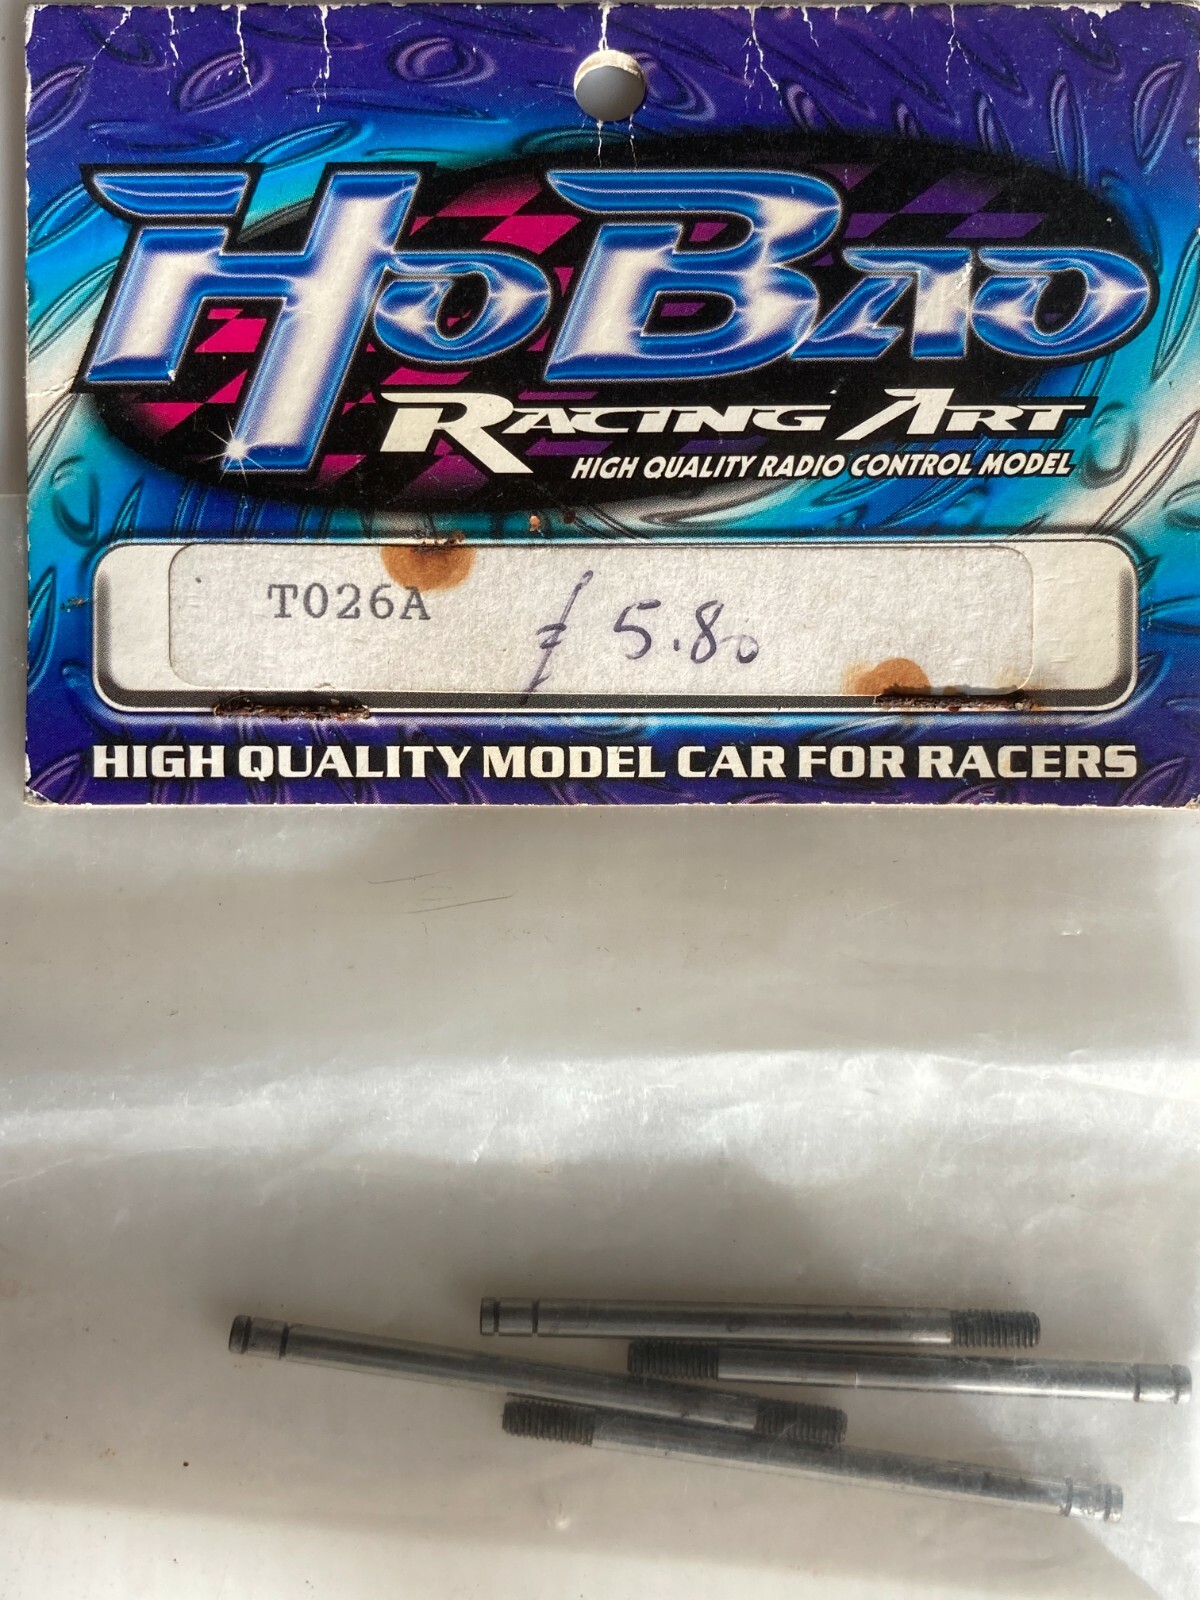 HoBao
Racing Art
HIGH QUALITY RADIO CONTROL MODEL
T026A
£ 5.80
HIGH QUALITY MODEL CAR FOR RACERS